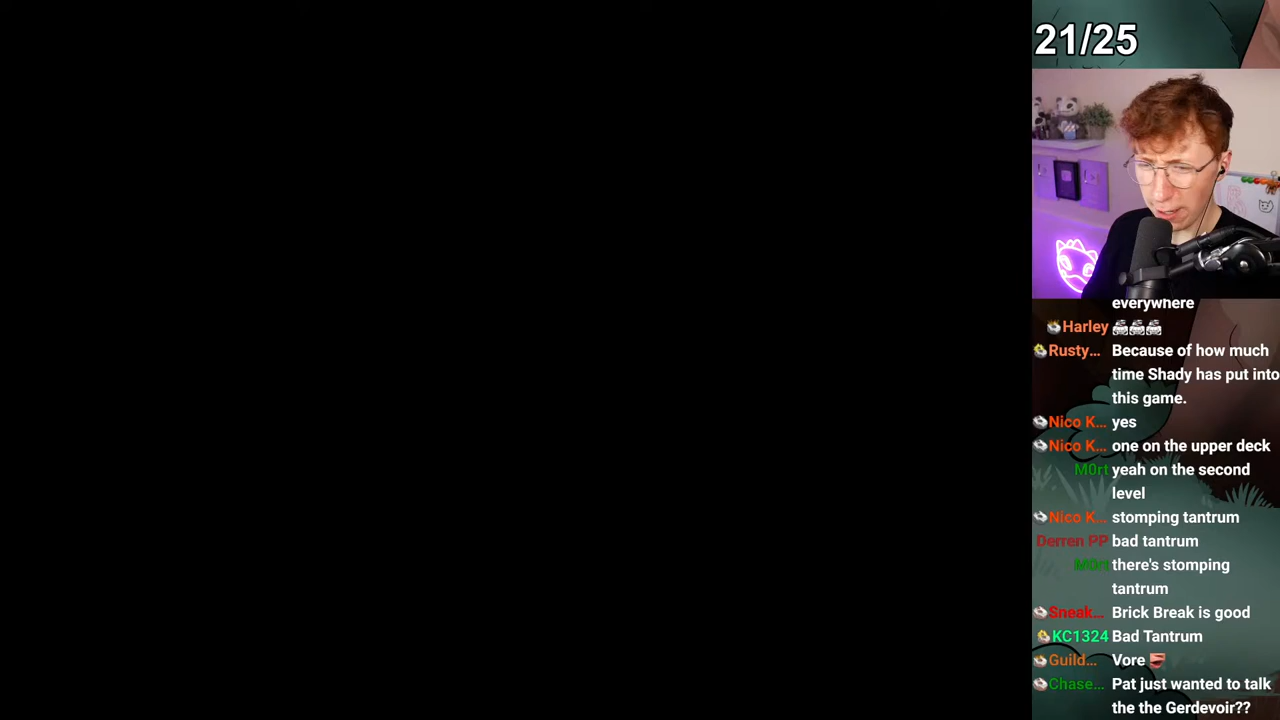 21/25
everywhere
Harley
Rusty... Because of how much
time Shady has put into
this game.
Nico K... yes
Nico K... one on the upper deck
M0rt yeah on the second
level
Nico K... stomping tantrum
Derren PP bad tantrum
M0rt there's stomping
tantrum
Sneak... Brick Break is good
KC1324 Bad Tantrum
Guild... Vore
Chase... Pat just wanted to talk
the the Gerdevoir??